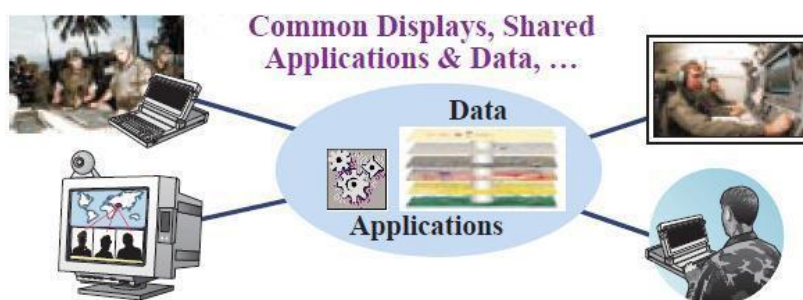 Common Displays, Shared
Applications & Data, …
Data
Applications